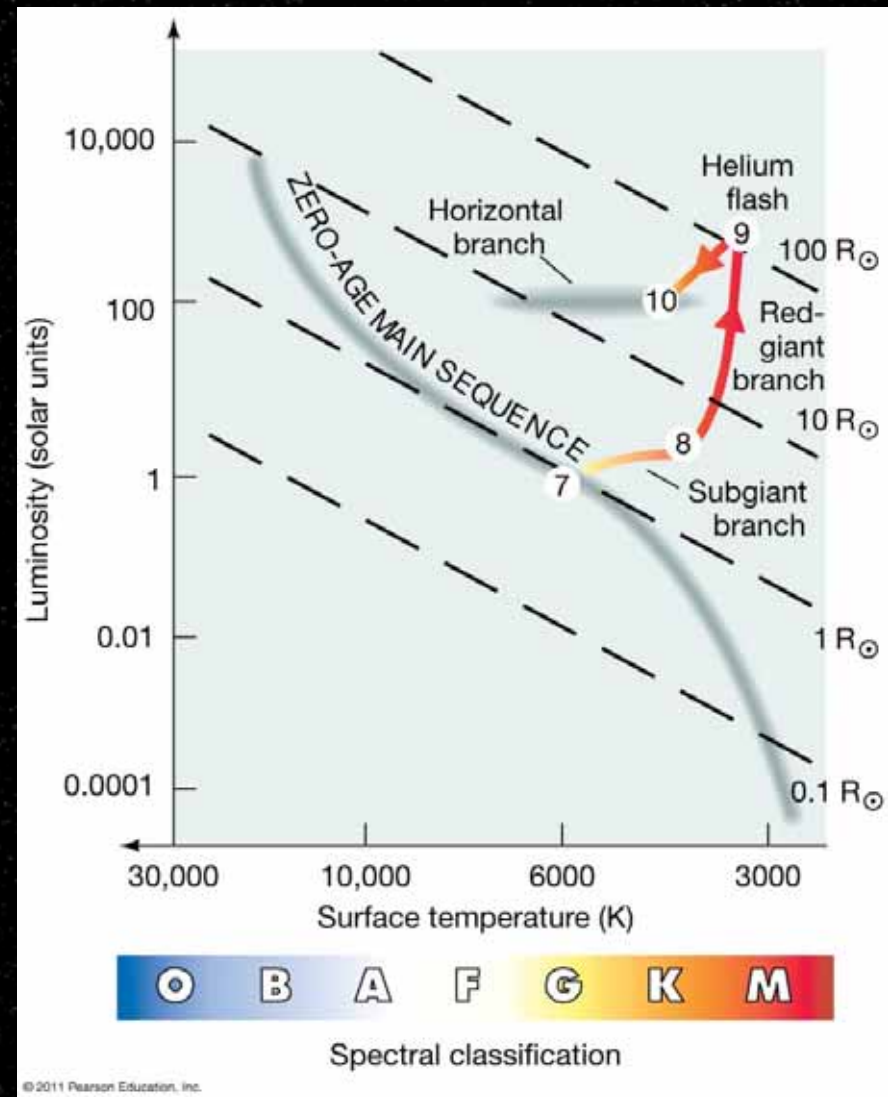 10,000
100
1
0.01
0.0001
Luminosity (solar units)
Helium
flash
9
100 R☉
Horizontal
branch
10
Red-
giant
branch
10 R☉
ZERO-AGE MAIN SEQUENCE
8
7
Subgiant
branch
1 R☉
0.1 R☉
30,000
10,000
6000
3000
Surface temperature (K)
O B A F G K M
Spectral classification
© 2011 Pearson Education, Inc.